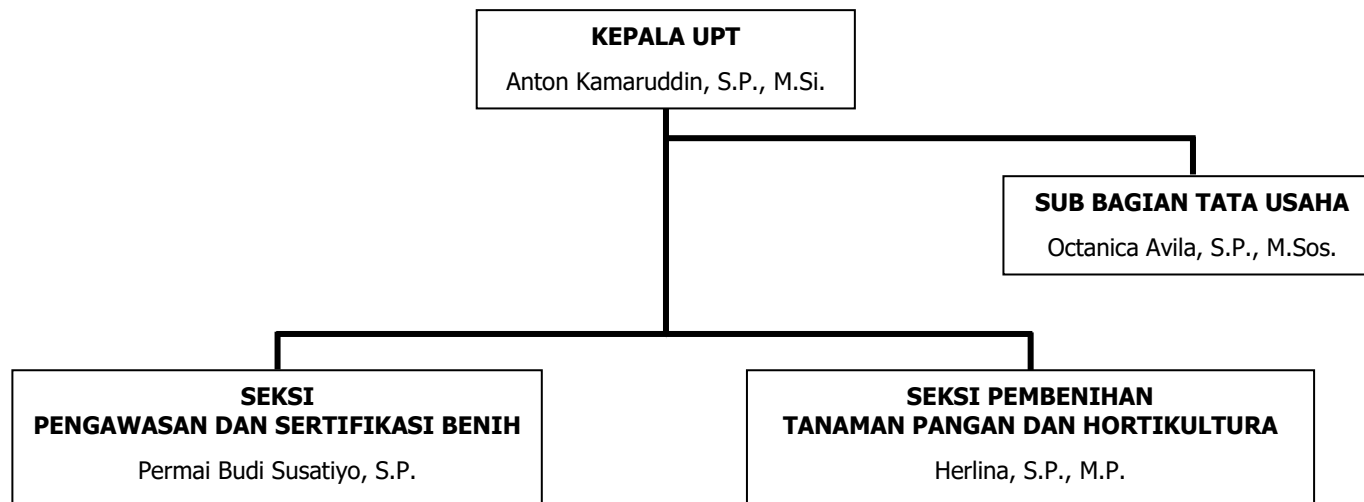 KEPALA UPT
Anton Kamaruddin, S.P., M.Si.
SUB BAGIAN TATA USAHA
Octanica Avila, S.P., M.Sos.
SEKSI
PENGAWASAN DAN SERTIFIKASI BENIH
Permai Budi Susatiyo, S.P.
SEKSI PEMBENIHAN
TANAMAN PANGAN DAN HORTIKULTURA
Herlina, S.P., M.P.